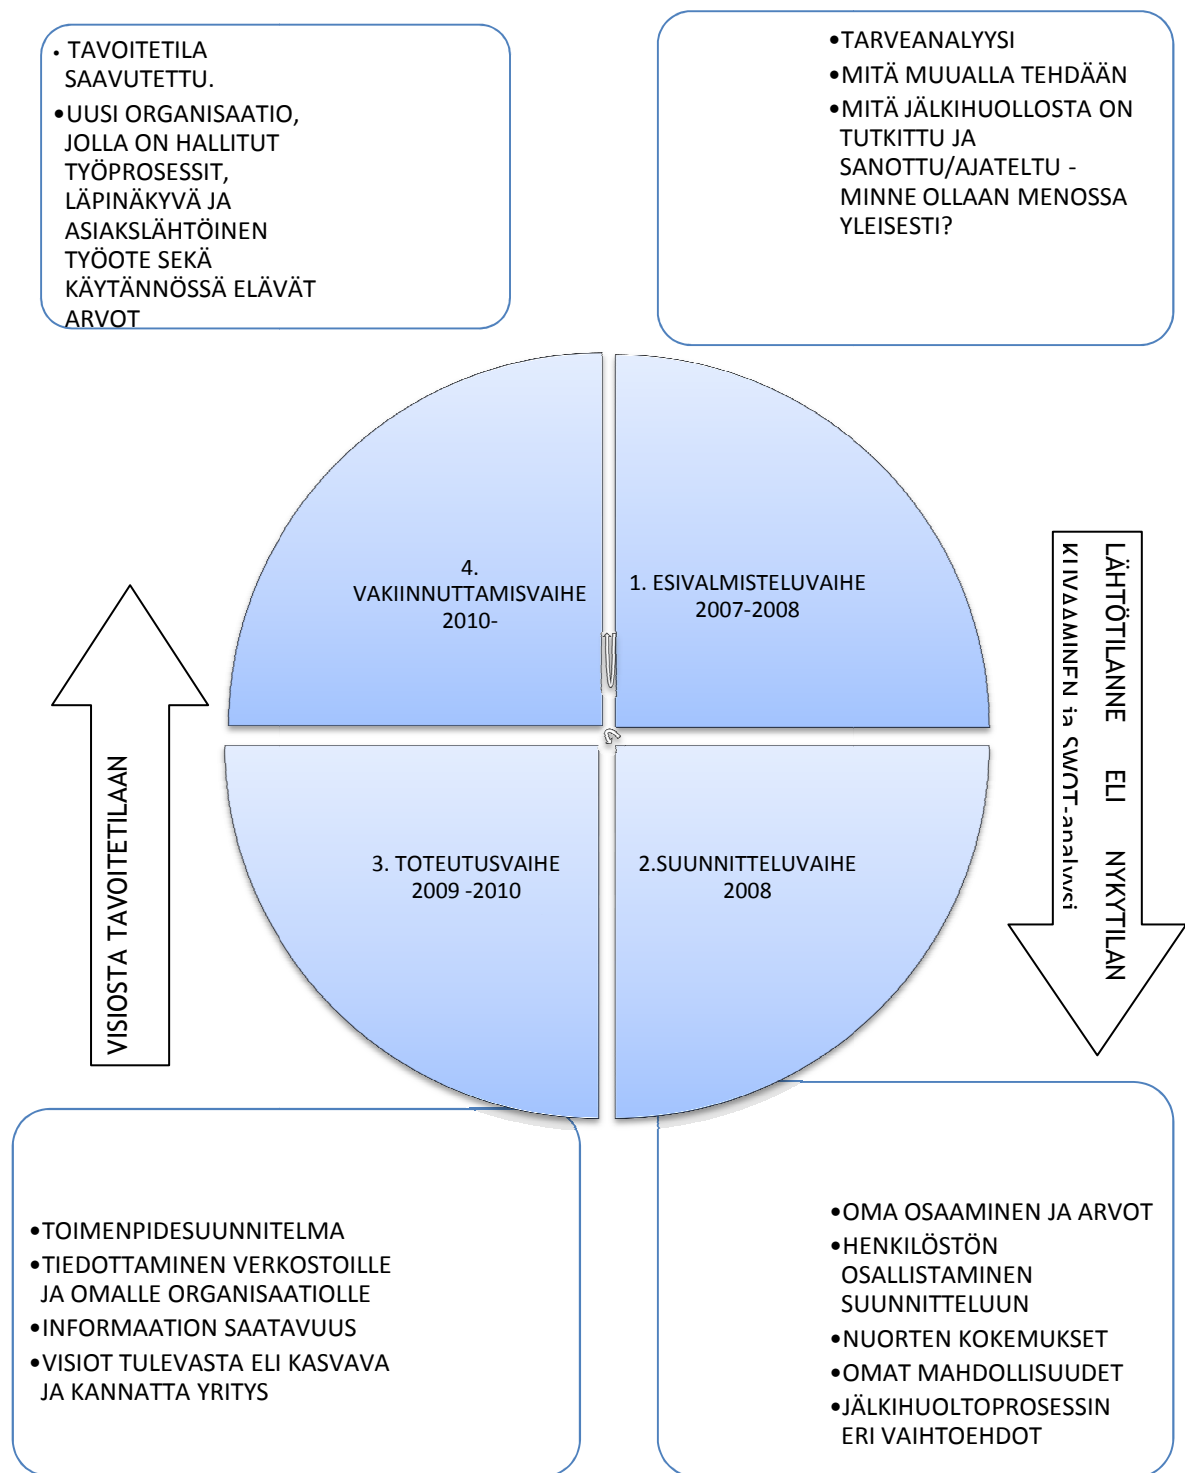 • TAVOITETILA
SAAVUTETTU.
•UUSI ORGANISAATIO,
JOLLA ON HALLITUT
TYÖPROSESSIT,
LÄPINÄKYVÄ JA
ASIAKSLÄHTÖINEN
TYÖOTE SEKÄ
KÄYTÄNNÖSSÄ ELÄVÄT
ARVOT
•TARVEANALYYSI
•MITÄ MUUALLA TEHDÄÄN
•MITÄ JÄLKIHUOLLOSTA ON
TUTKITTU JA
SANOTTU/AJATELTU -
MINNE OLLAAN MENOSSA
YLEISESTI?
4.
VAKIINNUTTAMISVAIHE
2010-
1. ESIVALMISTELUVAIHE
2007-2008
LÄHTÖTILANNE ELI NYKYTILAN
KUVAAMINEN ja SWOT-analyysi
VISIOSTA TAVOITETILAAN
3. TOTEUTUSVAIHE
2009 -2010
2.SUUNNITTELUVAIHE
2008
•TOIMENPIDESUUNNITELMA
•TIEDOTTAMINEN VERKOSTOILLE
JA OMALLE ORGANISAATIOLLE
•INFORMAATION SAATAVUUS
•VISIOT TULEVASTA ELI KASVAVA
JA KANNATTA YRITYS
•OMA OSAAMINEN JA ARVOT
•HENKILÖSTÖN
OSALLISTAMINEN
SUUNNITTELUUN
•NUORTEN KOKEMUKSET
•OMAT MAHDOLLISUUDET
•JÄLKIHUOLTOPROSESSIN
ERI VAIHTOEHDOT